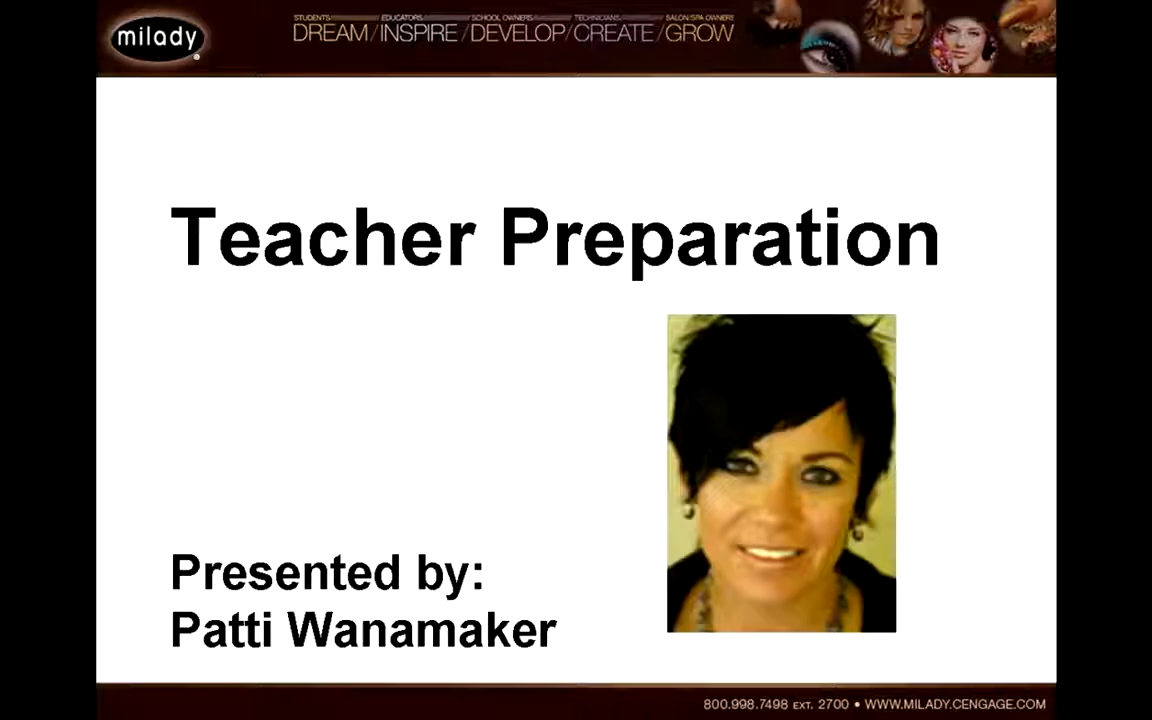 milady
STUDENTS EDUCATORS SCHOOL OWNERS TECHNICIANS SALON/SPA OWNERS
DREAM/INSPIRE/DEVELOP/CREATE/GROW
Teacher Preparation
Presented by:
Patti Wanamaker
800.998.7498 EXT. 2700 • WWW.MILADY.CENGAGE.COM